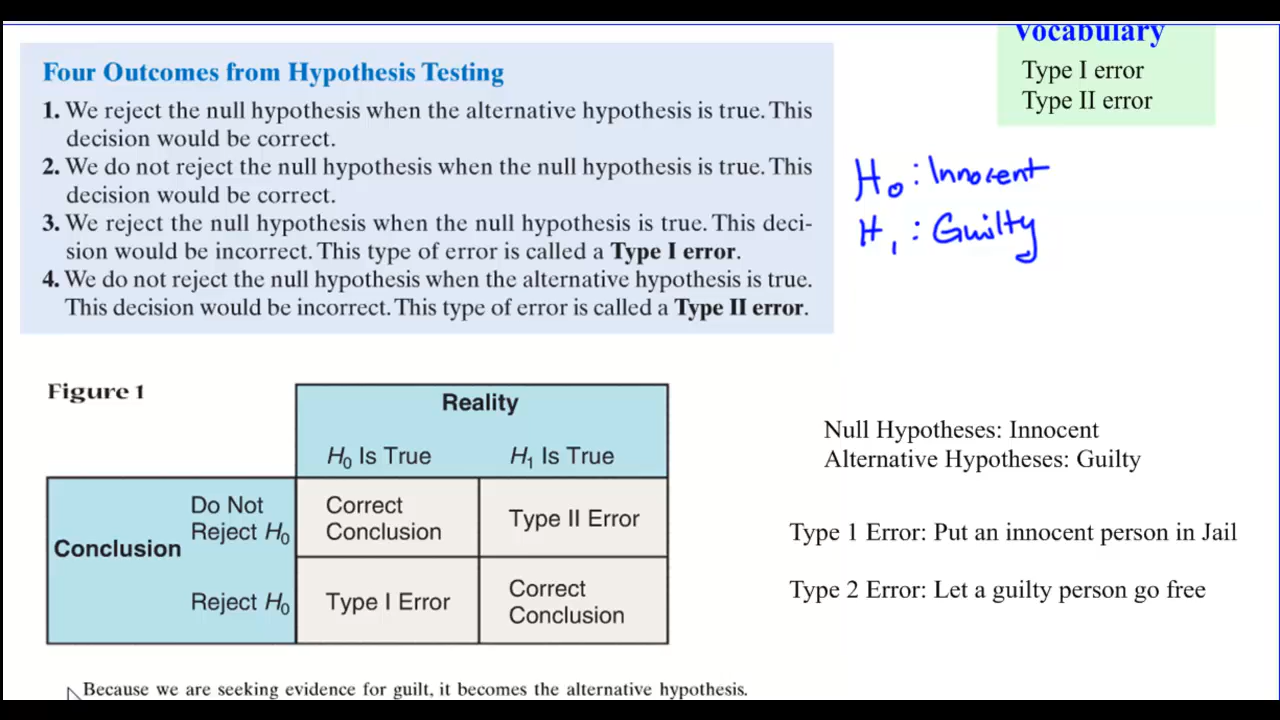 Vocabulary
Type I error
Type II error
Four Outcomes from Hypothesis Testing
1. We reject the null hypothesis when the alternative hypothesis is true. This
decision would be correct.
2. We do not reject the null hypothesis when the null hypothesis is true. This
decision would be correct.
3. We reject the null hypothesis when the null hypothesis is true. This deci-
sion would be incorrect. This type of error is called a Type I error.
4. We do not reject the null hypothesis when the alternative hypothesis is true.
This decision would be incorrect. This type of error is called a Type II error.
H₀ : Innocent
H₁ : Guilty
Figure 1
Reality
H₀ Is True
H₁ Is True
Conclusion
Do Not
Reject H₀
Correct
Conclusion
Type II Error
Reject H₀
Type I Error
Correct
Conclusion
Null Hypotheses: Innocent
Alternative Hypotheses: Guilty
Type 1 Error: Put an innocent person in Jail
Type 2 Error: Let a guilty person go free
Because we are seeking evidence for guilt, it becomes the alternative hypothesis.